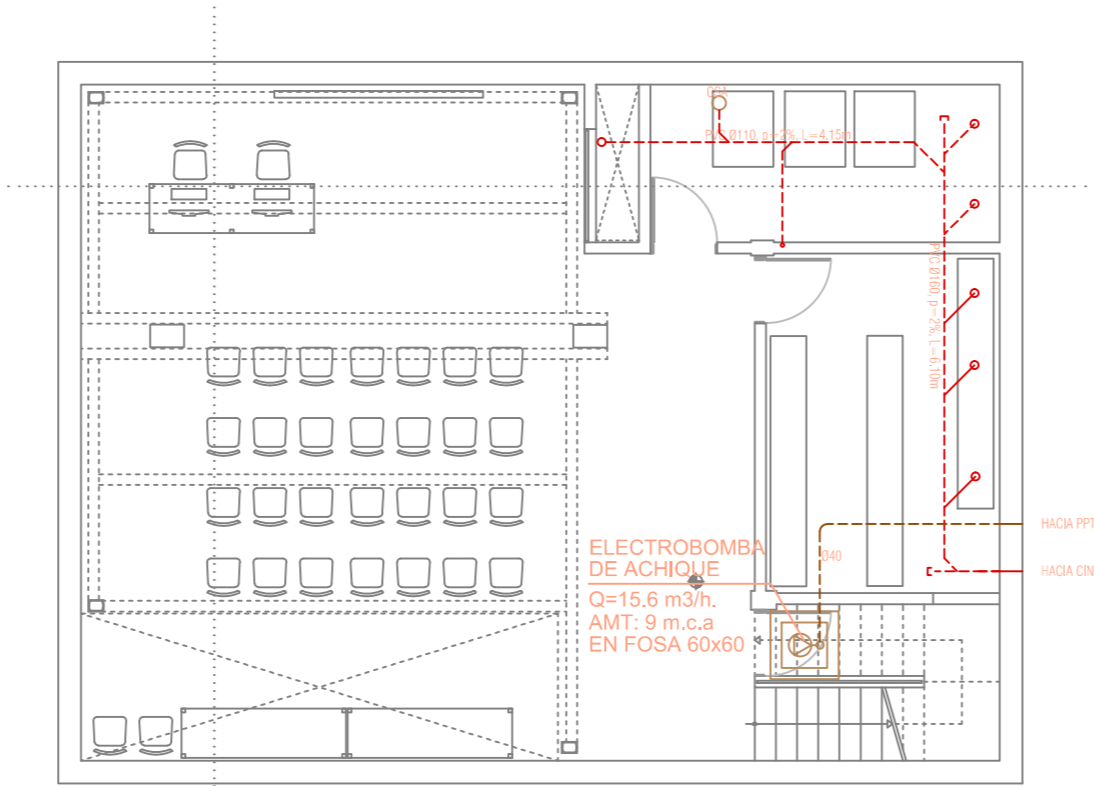 PVC Ø110, p=2%, L=4.15m
PVC Ø160, p=2%, L=6.10m
HACIA PPT
Ø40
HACIA CIN
ELECTROBOMBA
DE ACHIQUE
Q=15.6 m3/h.
AMT: 9 m.c.a
EN FOSA 60x60